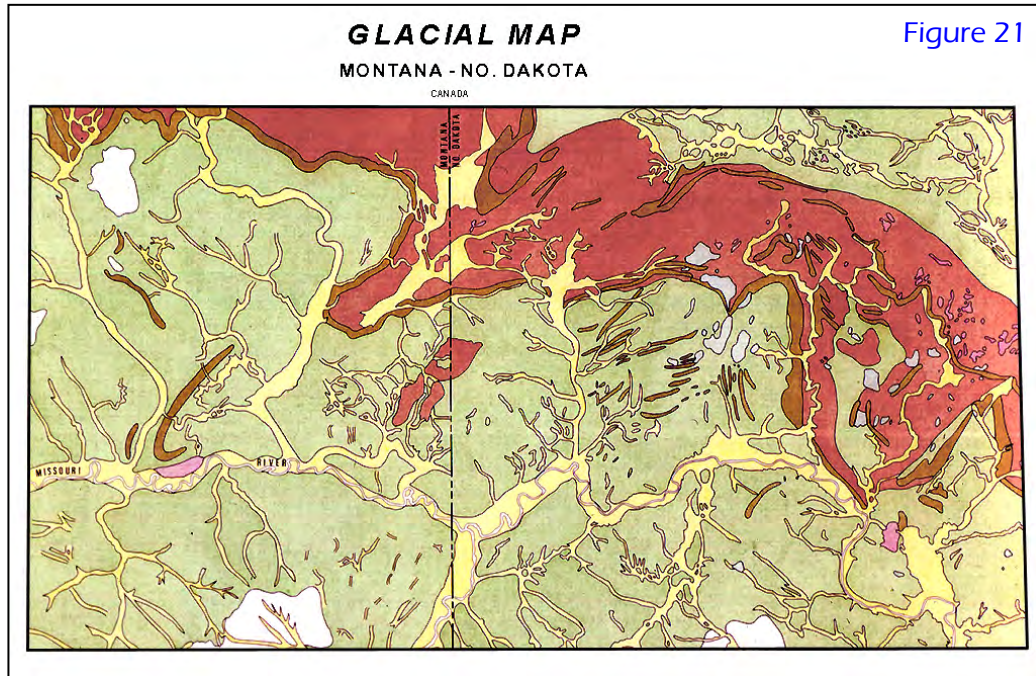 GLACIAL MAP
Figure 21
MONTANA - NO. DAKOTA
CANADA
MONTANA
NO. DAKOTA
MISSOURI
RIVER